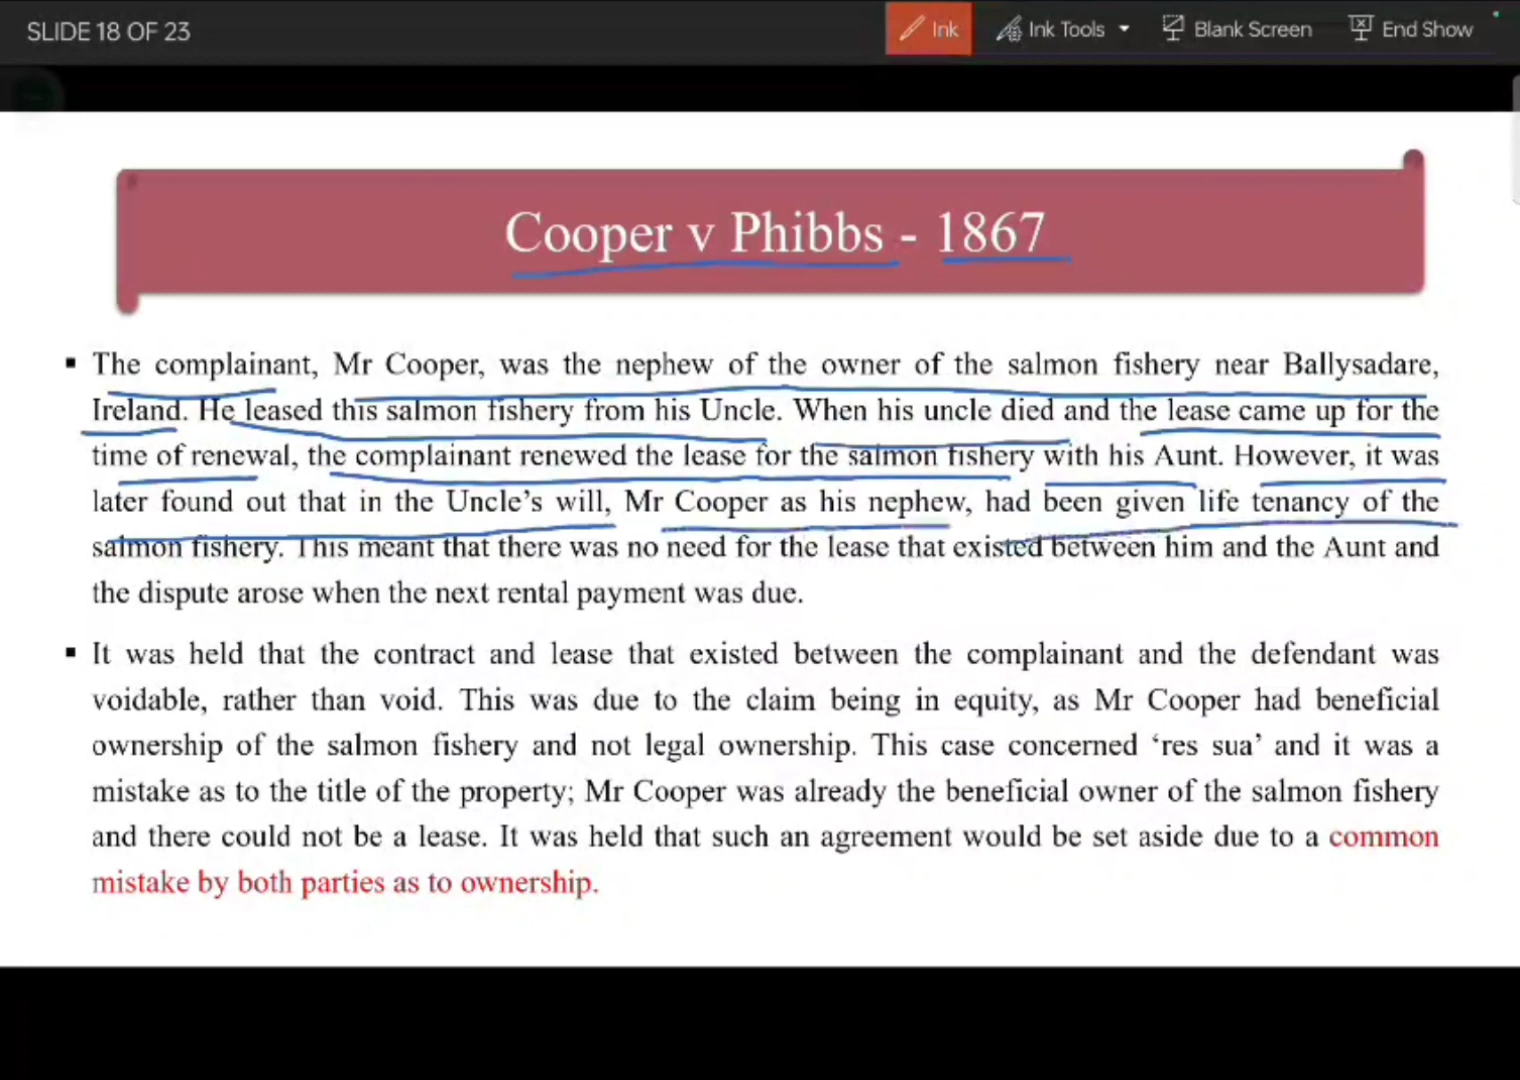 SLIDE 18 OF 23
Ink
Ink Tools
Blank Screen
End Show
Cooper v Phibbs - 1867
▪ The complainant, Mr Cooper, was the nephew of the owner of the salmon fishery near Ballysadare,
Ireland. He leased this salmon fishery from his Uncle. When his uncle died and the lease came up for the
time of renewal, the complainant renewed the lease for the salmon fishery with his Aunt. However, it was
later found out that in the Uncle’s will, Mr Cooper as his nephew, had been given life tenancy of the
salmon fishery. This meant that there was no need for the lease that existed between him and the Aunt and
the dispute arose when the next rental payment was due.
▪ It was held that the contract and lease that existed between the complainant and the defendant was
voidable, rather than void. This was due to the claim being in equity, as Mr Cooper had beneficial
ownership of the salmon fishery and not legal ownership. This case concerned ‘res sua’ and it was a
mistake as to the title of the property; Mr Cooper was already the beneficial owner of the salmon fishery
and there could not be a lease. It was held that such an agreement would be set aside due to a common
mistake by both parties as to ownership.